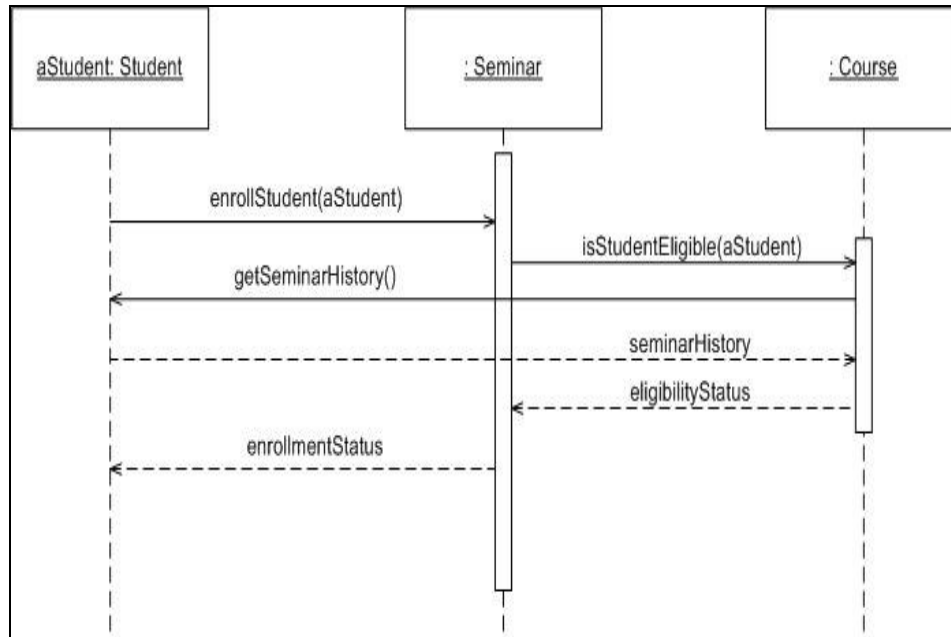 aStudent: Student
: Seminar
: Course
enrollStudent(aStudent)
isStudentEligible(aStudent)
getSeminarHistory()
seminarHistory
eligibilityStatus
enrollmentStatus